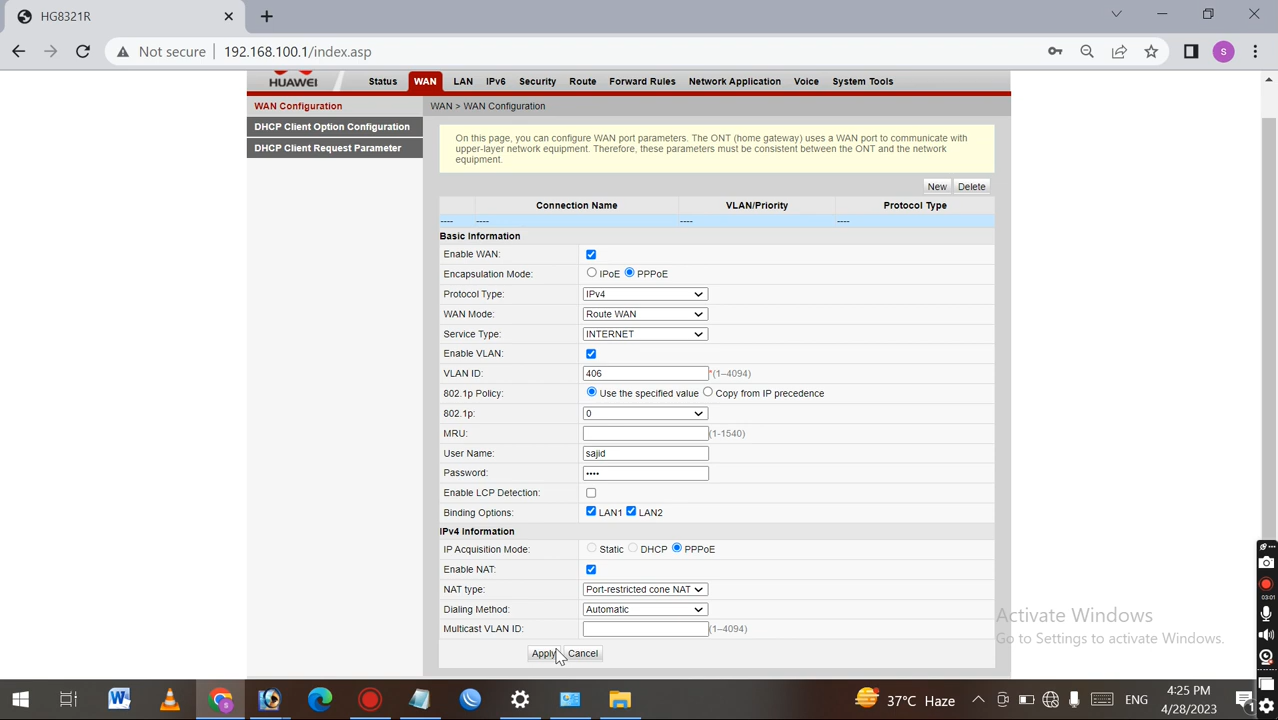 HG8321R
Not secure 192.168.100.1/index.asp
S
HUAWEI Status WAN LAN IPv6 Security Route Forward Rules Network Application Voice System Tools
WAN Configuration
WAN > WAN Configuration
DHCP Client Option Configuration
DHCP Client Request Parameter
On this page, you can configure WAN port parameters. The ONT (home gateway) uses a WAN port to communicate with
upper-layer network equipment. Therefore, these parameters must be consistent between the ONT and the network
equipment.
New Delete
Connection Name VLAN/Priority Protocol Type
---- ---- ---- ----
Basic Information
Enable WAN:
Encapsulation Mode: IPoE PPPoE
Protocol Type: IPv4
WAN Mode: Route WAN
Service Type: INTERNET
Enable VLAN:
VLAN ID: 406 *(1–4094)
802.1p Policy: Use the specified value Copy from IP precedence
802.1p: 0
MRU: (1-1540)
User Name: sajid
Password: ••••
Enable LCP Detection:
Binding Options: LAN1 LAN2
IPv4 Information
IP Acquisition Mode: Static DHCP PPPoE
Enable NAT:
NAT type: Port-restricted cone NAT
Dialing Method: Automatic
Multicast VLAN ID: (1–4094)
Apply Cancel
Activate Windows
Go to Settings to activate Windows.
03:01
37°C Haze ENG 4:25 PM
4/28/2023
1